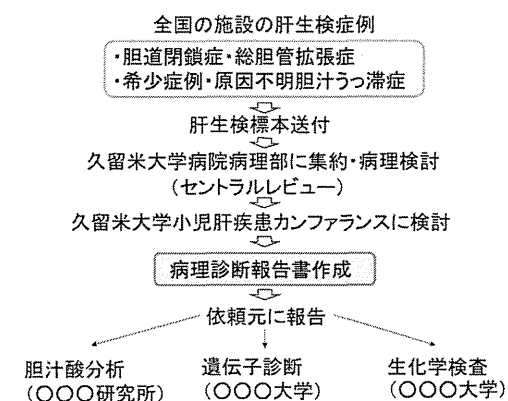 全国の施設の肝生検症例
・胆道閉鎖症・総胆管拡張症
・希少症例・原因不明胆汁うっ滞症
肝生検標本送付
久留米大学病院病理部に集約・病理検討
(セントラルレビュー)
久留米大学小児肝疾患カンファランスに検討
病理診断報告書作成
依頼元に報告
胆汁酸分析
(○○○研究所)
遺伝子診断
(○○○大学)
生化学検査
(○○○大学)